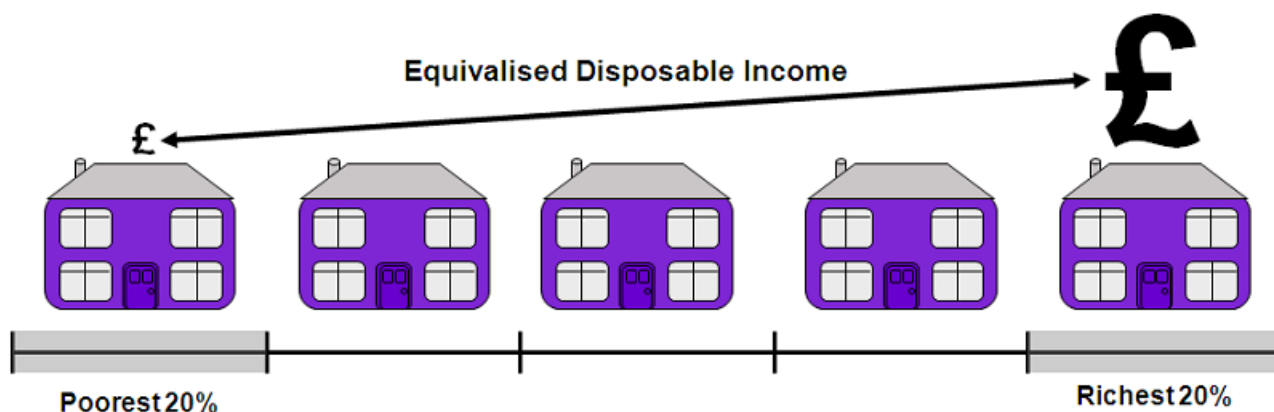 Equivalised Disposable Income
£
£
Poorest 20%
Richest 20%